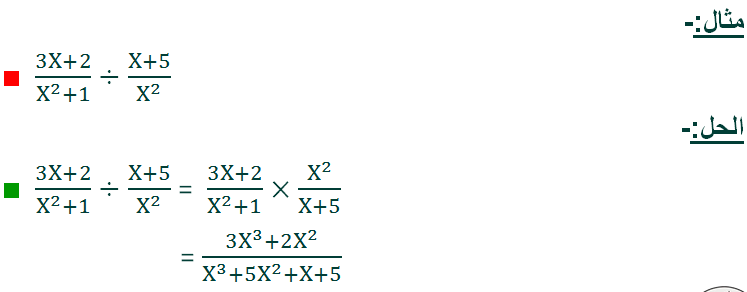 مثال:-
(3X+2)/(X²+1) ÷ (X+5)/X²
الحل:-
(3X+2)/(X²+1) ÷ (X+5)/X² = (3X+2)/(X²+1) × X²/(X+5)
= (3X³+2X²)/(X³+5X²+X+5)